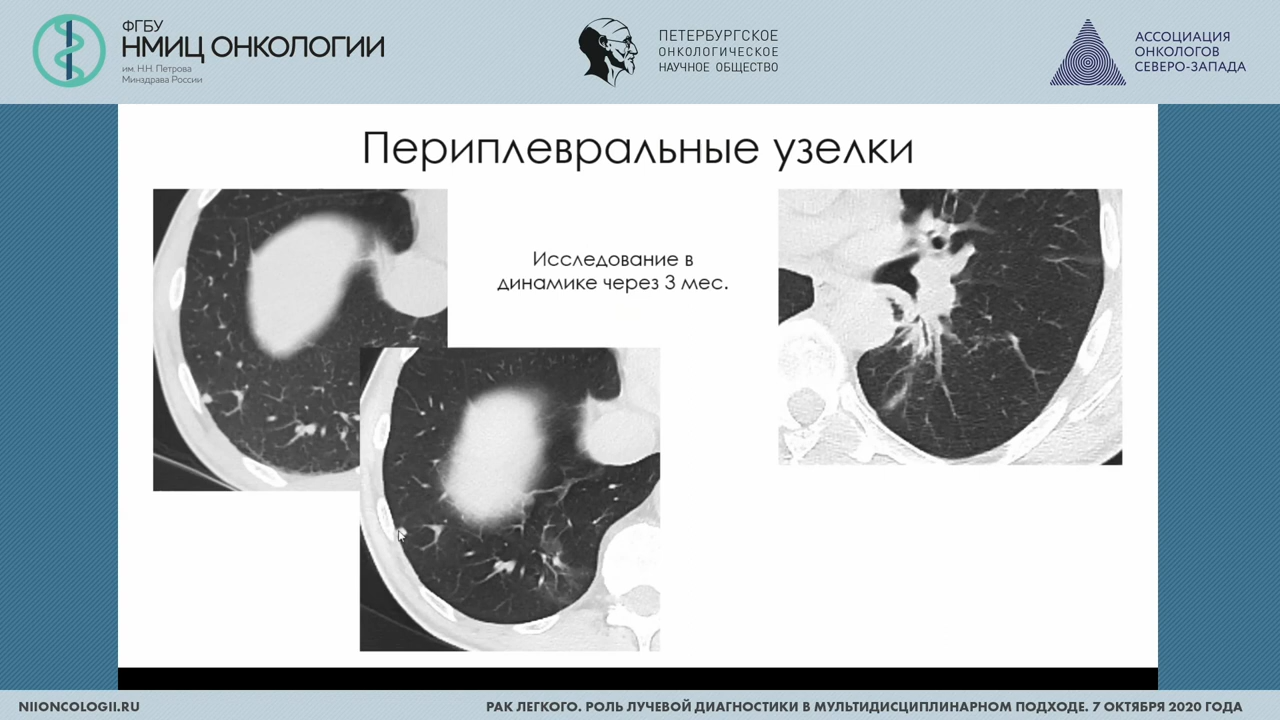 ФГБУ
НМИЦ ОНКОЛОГИИ
им. Н.Н. Петрова
Минздрава России
ПЕТЕРБУРГСКОЕ
ОНКОЛОГИЧЕСКОЕ
НАУЧНОЕ ОБЩЕСТВО
АССОЦИАЦИЯ
ОНКОЛОГОВ
СЕВЕРО-ЗАПАДА
Периплевральные узелки
Исследование в
динамике через 3 мес.
NIIONCOLOGII.RU
РАК ЛЕГКОГО. РОЛЬ ЛУЧЕВОЙ ДИАГНОСТИКИ В МУЛЬТИДИСЦИПЛИНАРНОМ ПОДХОДЕ. 7 ОКТЯБРЯ 2020 ГОДА